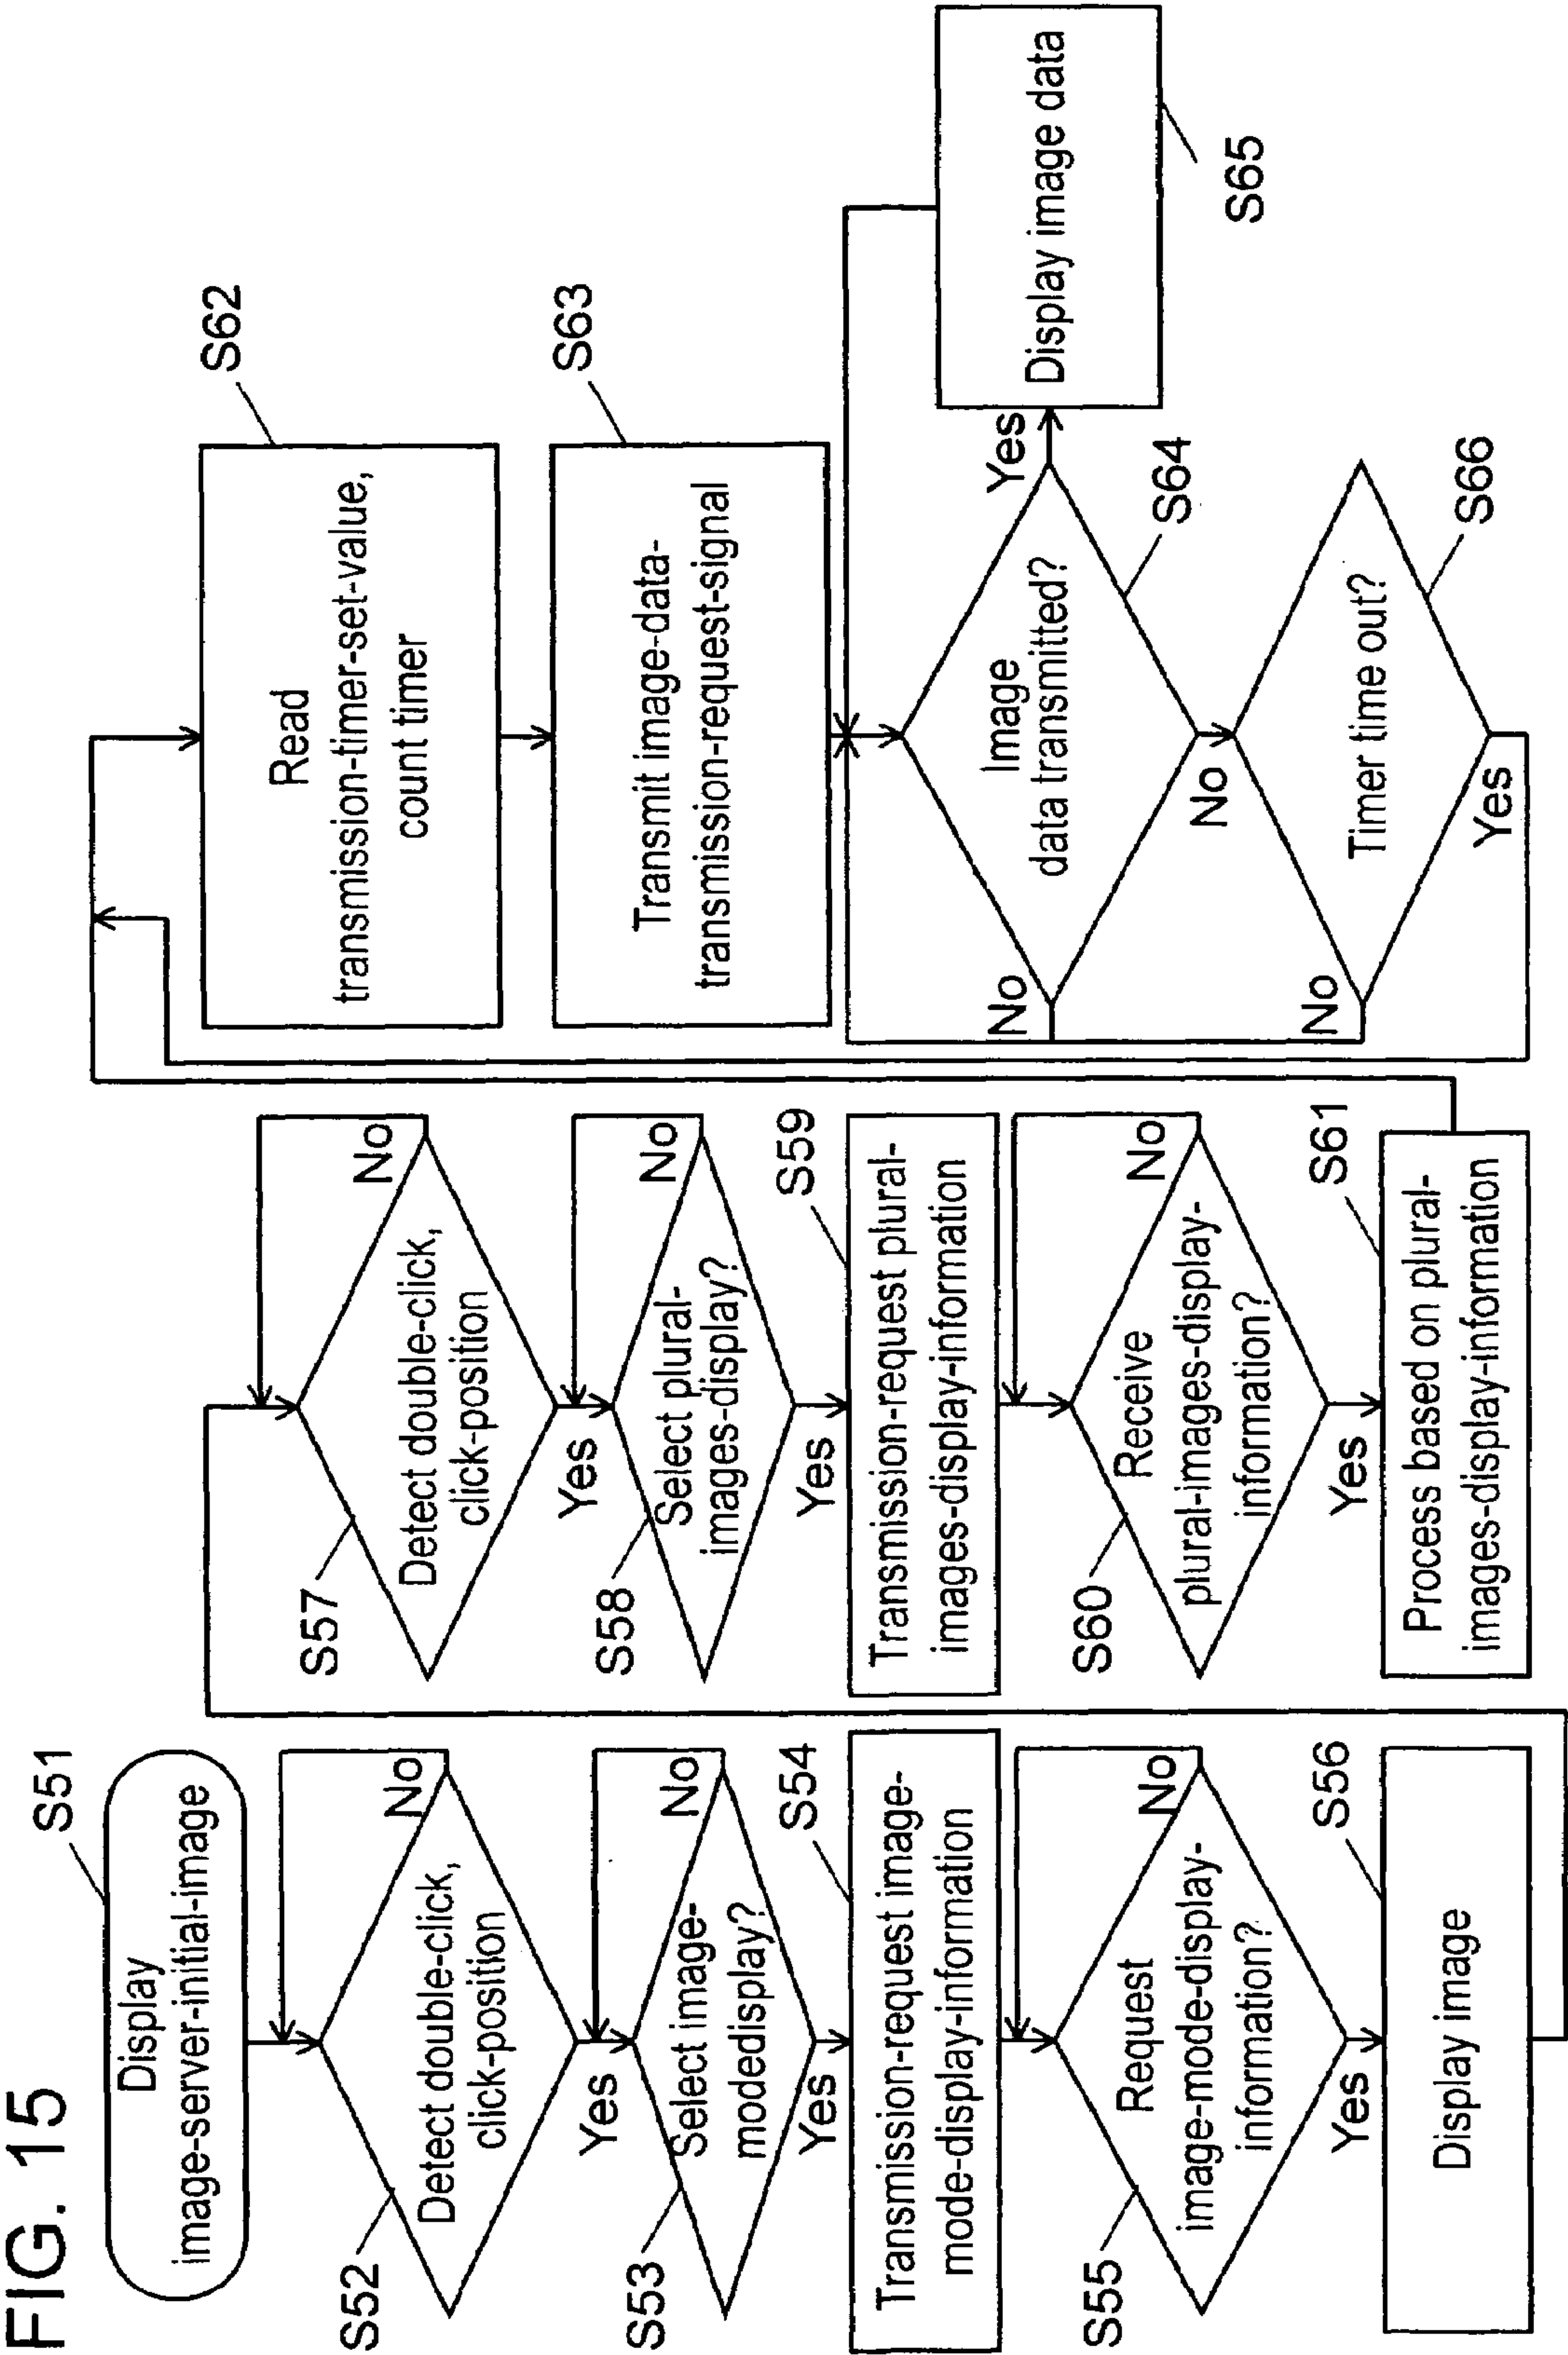 FIG. 15
S51
Display
image-server-initial-image
S52
Detect double-click,
click-position
No
Yes
S53
Select image-
modedisplay?
No
Yes
S54
Transmission-request image-
mode-display-information
S55
Request
image-mode-display-
information?
No
Yes
S56
Display image
S57
Detect double-click,
click-position
No
Yes
S58
Select plural-
images-display?
No
Yes
S59
Transmission-request plural-
images-display-information
S60
Receive
plural-images-display-
information?
No
Yes
S61
Process based on plural-
images-display-information
S62
Read
transmission-timer-set-value,
count timer
S63
Transmit image-data-
transmission-request-signal
No
Image
data transmitted?
Yes
S64
No
Display image data
S65
No
Timer time out?
S66
Yes